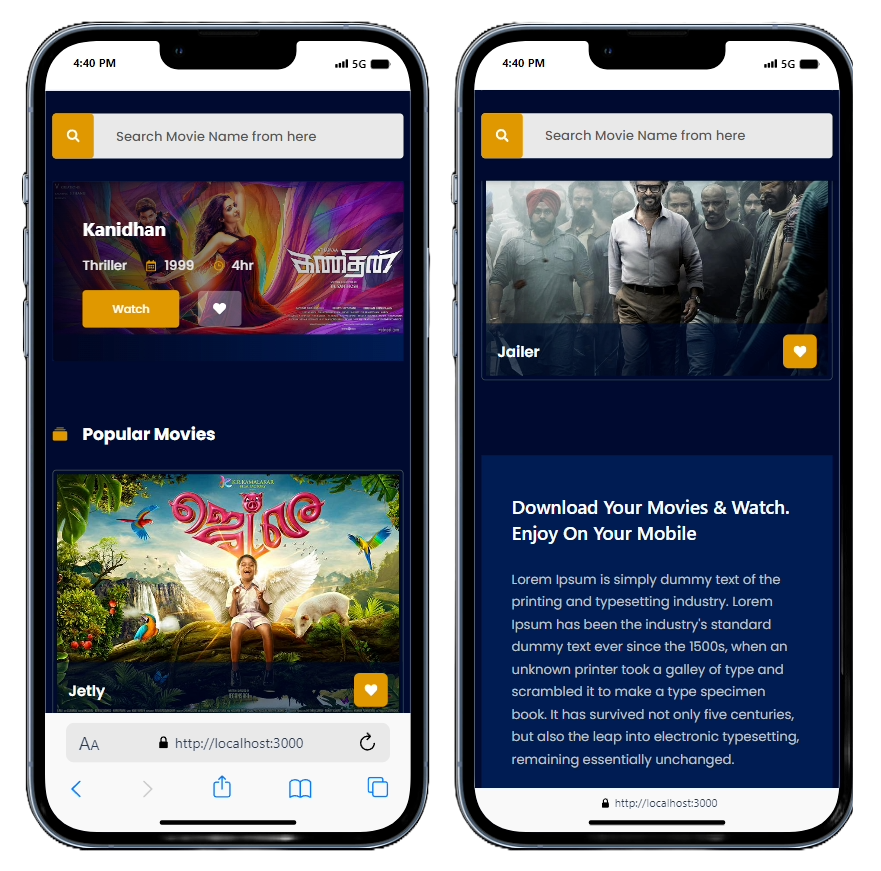 4:40 PM
5G
Search Movie Name from here
Kanidhan
Thriller 1999 4hr
கணிதன்
Watch
Popular Movies
Jetly
AA http://localhost:3000
4:40 PM
5G
Search Movie Name from here
Jailer
Download Your Movies & Watch.
Enjoy On Your Mobile
Lorem Ipsum is simply dummy text of the
printing and typesetting industry. Lorem
Ipsum has been the industry's standard
dummy text ever since the 1500s, when an
unknown printer took a galley of type and
scrambled it to make a type specimen
book. It has survived not only five centuries,
but also the leap into electronic typesetting,
remaining essentially unchanged.
http://localhost:3000